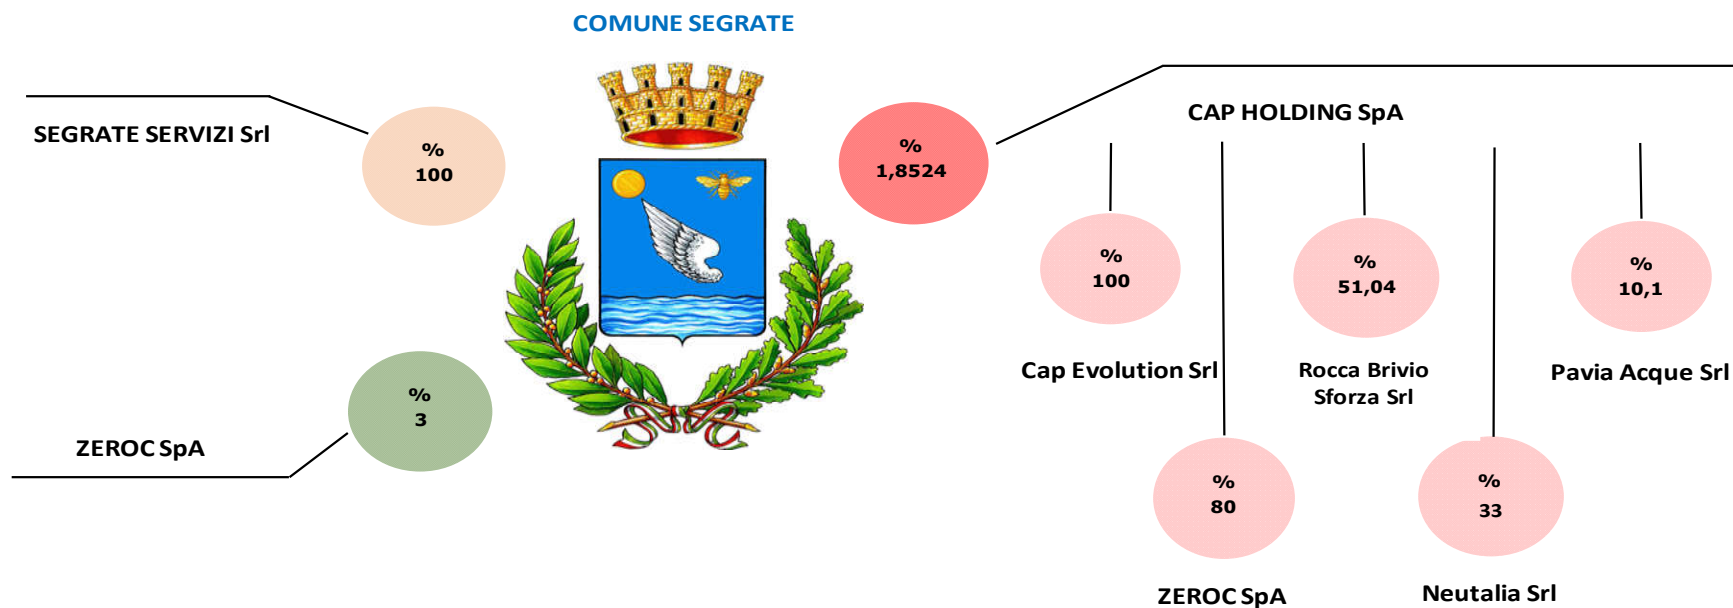 COMUNE SEGRATE
SEGRATE SERVIZI Srl
%
100
ZEROC SpA
%
3
%
1,8524
CAP HOLDING SpA
%
100
Cap Evolution Srl
%
80
ZEROC SpA
%
51,04
Rocca Brivio
Sforza Srl
%
33
Neutalia Srl
%
10,1
Pavia Acque Srl